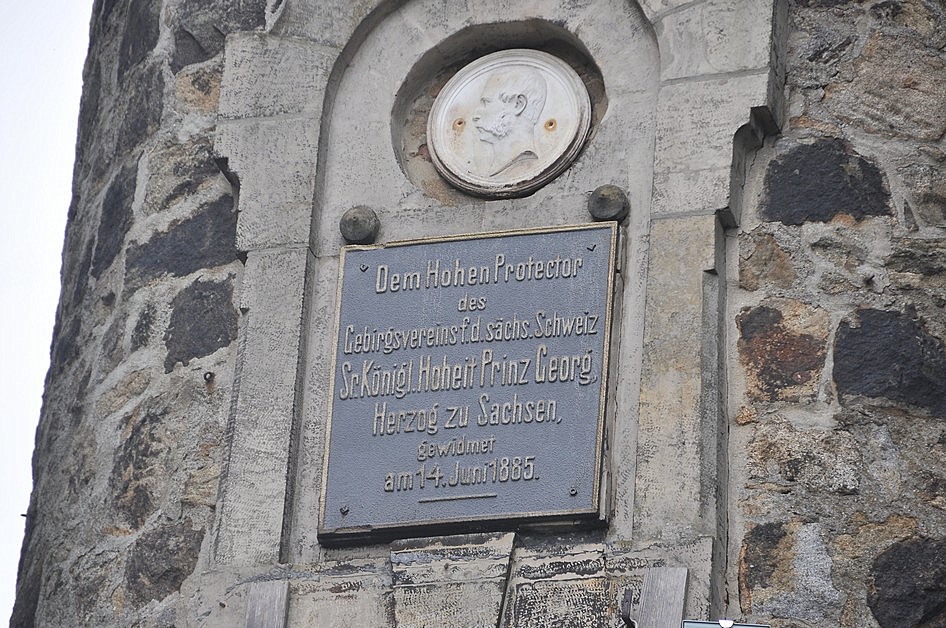 Dem Hohen Protector
des
Gebirgsvereins f. d. sächs. Schweiz
Sr. Königl. Hoheit Prinz Georg,
Herzog zu Sachsen,
gewidmet
am 14. Juni 1885.